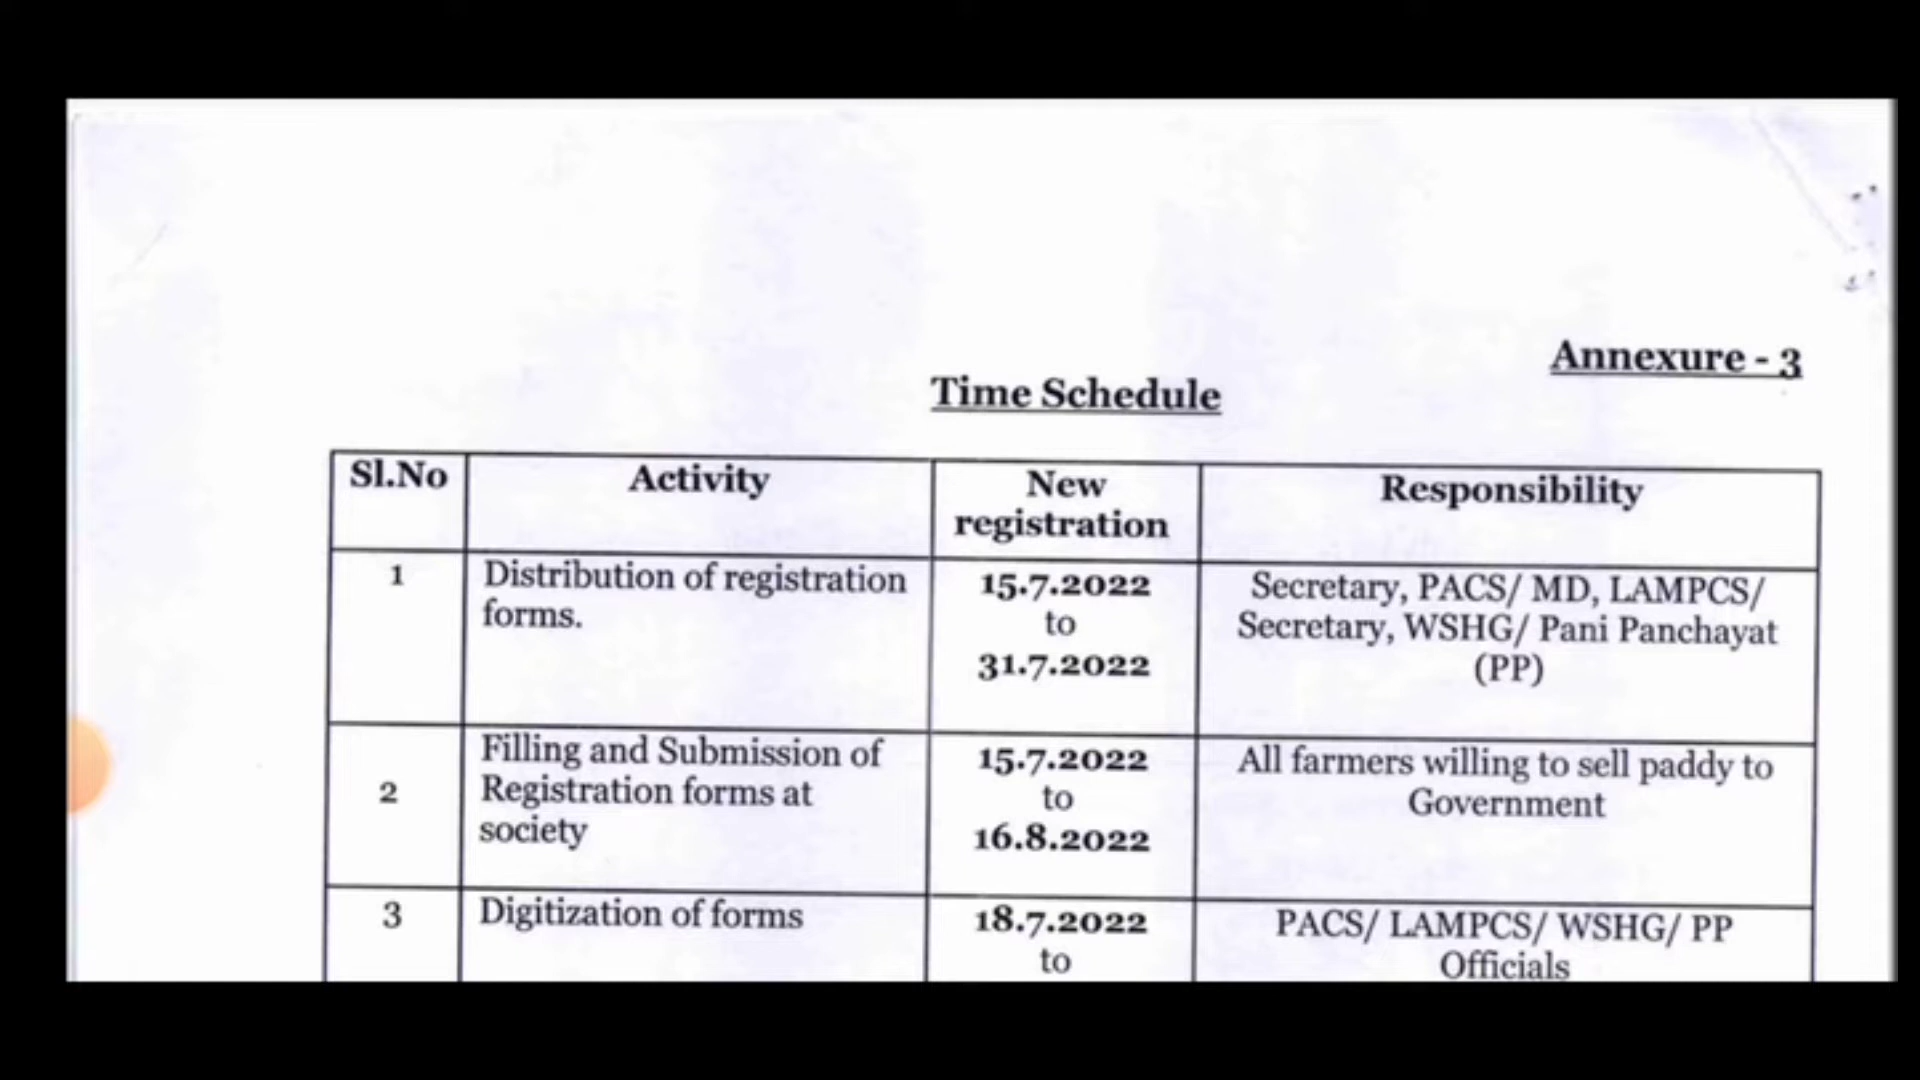 Annexure - 3
Time Schedule
Sl.No Activity New registration Responsibility
1 Distribution of registration forms. 15.7.2022 to 31.7.2022 Secretary, PACS/ MD, LAMPCS/ Secretary, WSHG/ Pani Panchayat (PP)
2 Filling and Submission of Registration forms at society 15.7.2022 to 16.8.2022 All farmers willing to sell paddy to Government
3 Digitization of forms 18.7.2022 to PACS/ LAMPCS/ WSHG/ PP Officials